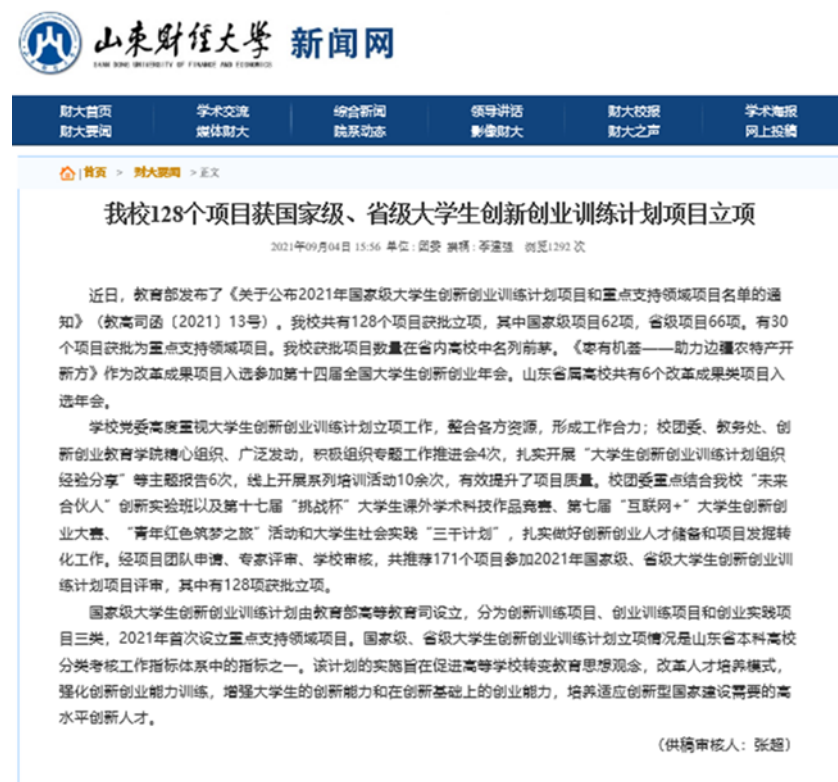 山东财经大学 新闻网
SHAN DONG UNIVERSITY OF FINANCE AND ECONOMICS
财大首页 学术交流 综合新闻 领导讲话 财大校报 学术海报
财大要闻 媒体财大 院系动态 影像财大 财大之声 网上投稿
|首页 > 财大要闻 >正文
我校128个项目获国家级、省级大学生创新创业训练计划项目立项
2021年09月04日 15:56 单位:团委 撰稿:李建雄 浏览1292 次
近日，教育部发布了《关于公布2021年国家级大学生创新创业训练计划项目和重点支持领域项目名单的通
知》（教高司函〔2021〕13号）。我校共有128个项目获批立项，其中国家级项目62项，省级项目66项。有30
个项目获批为重点支持领域项目。我校获批项目数量在省内高校中名列前茅。《枣有机荟——助力边疆农特产开
新方》作为改革成果项目入选参加第十四届全国大学生创新创业年会。山东省属高校共有6个改革成果类项目入
选年会。
学校党委高度重视大学生创新创业训练计划立项工作，整合各方资源，形成工作合力；校团委、教务处、创
新创业教育学院精心组织、广泛发动，积极组织专题工作推进会4次，扎实开展“大学生创新创业训练计划组织
经验分享”等主题报告6次，线上开展系列培训活动10余次，有效提升了项目质量。校团委重点结合我校“未来
合伙人”创新实验班以及第十七届“挑战杯”大学生课外学术科技作品竞赛、第七届“互联网+”大学生创新创
业大赛、“青年红色筑梦之旅”活动和大学生社会实践“三千计划”，扎实做好创新创业人才储备和项目发掘转
化工作。经项目团队申请、专家评审、学校审核，共推荐171个项目参加2021年国家级、省级大学生创新创业训
练计划项目评审，其中有128项获批立项。
国家级大学生创新创业训练计划由教育部高等教育司设立，分为创新训练项目、创业训练项目和创业实践项
目三类，2021年首次设立重点支持领域项目。国家级、省级大学生创新创业训练计划立项情况是山东省本科高校
分类考核工作指标体系中的指标之一。该计划的实施旨在促进高等学校转变教育思想观念，改革人才培养模式，
强化创新创业能力训练，增强大学生的创新能力和在创新基础上的创业能力，培养适应创新型国家建设需要的高
水平创新人才。
（供稿审核人：张超）